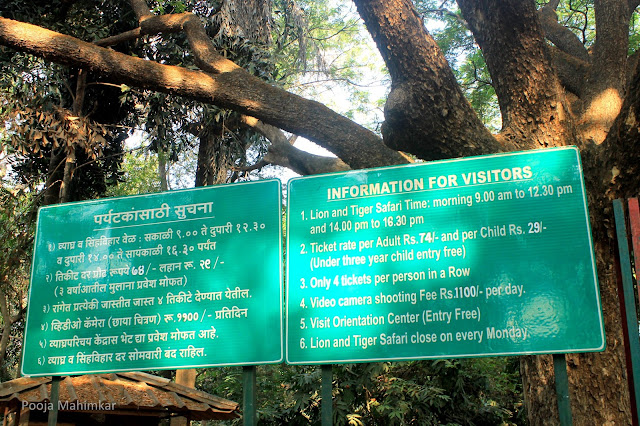 पर्यटकांसाठी सुचना
१) व्याघ्र व सिंहविहार वेळ : सकाळी ९.०० ते दुपारी १२.३०
व दुपारी १४.०० ते सायकाळी १६.३० पर्यंत
२) तिकीट दर प्रौढ रूपये ७४/- लहान रू. २९/-
(३ वर्षाआतील मुलाना प्रवेश मोफत)
३) रांगेत प्रत्येकी जास्तीत जास्त ४ तिकीटे देण्यात येतील.
४) व्हिडीओ कॅमेरा (छाया चित्रण) रू.११००/- प्रतिदिन
५) व्याघ्रपरिचय केंद्रास भेट द्या प्रवेश मोफत आहे.
६) व्याघ्र व सिंहविहार दर सोमवारी बंद राहिल.
INFORMATION FOR VISITORS
1. Lion and Tiger Safari Time: morning 9.00 am to 12.30 pm
and 14.00 pm to 16.30 pm
2. Ticket rate per Adult Rs.74/- and per Child Rs. 29/-
(Under three year child entry free)
3. Only 4 tickets per person in a Row
4. Video camera shooting Fee Rs.1100/- per day.
5. Visit Orientation Center (Entry Free)
6. Lion and Tiger Safari close on every Monday.
Pooja Mahimkar